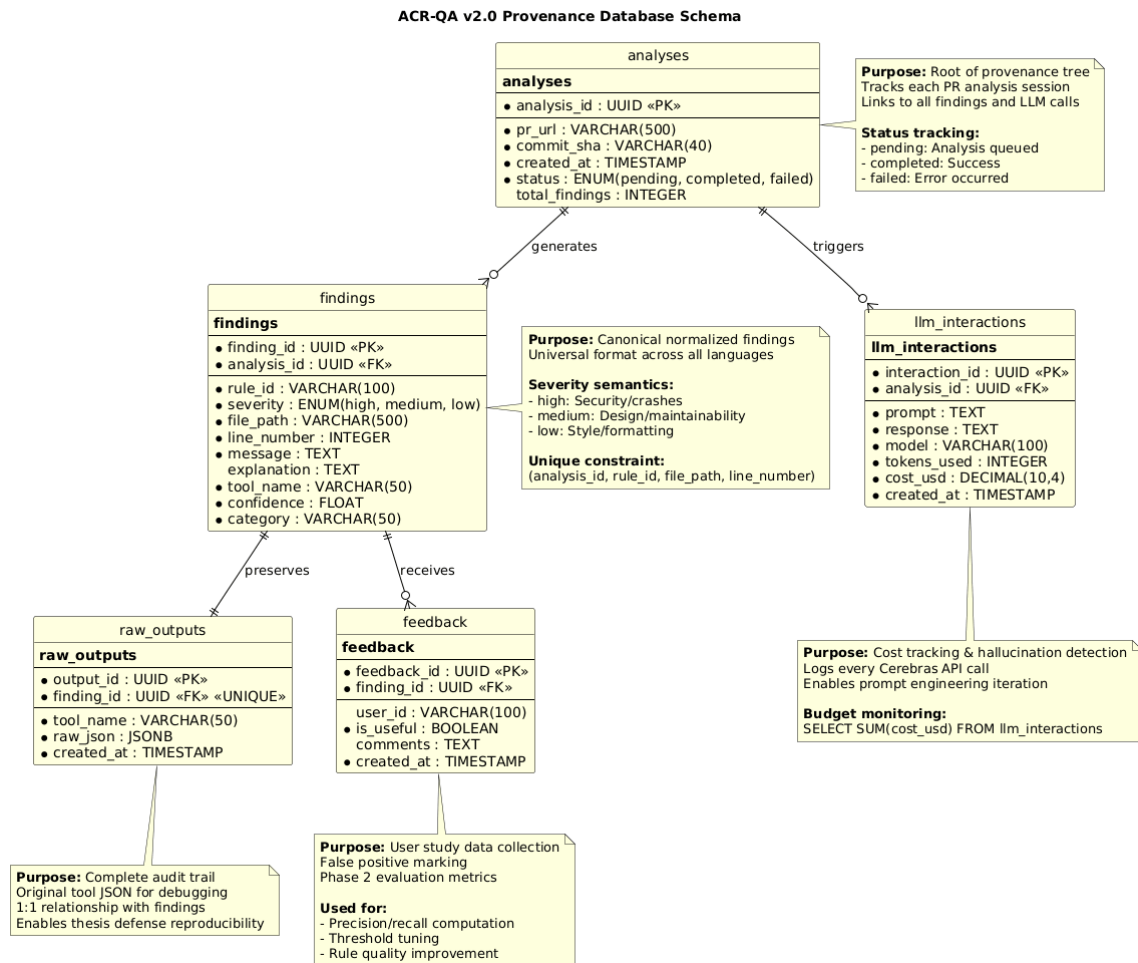 ACR-QA v2.0 Provenance Database Schema
analyses
analyses
analysis_id : UUID «PK»
pr_url : VARCHAR(500)
commit_sha : VARCHAR(40)
created_at : TIMESTAMP
status : ENUM(pending, completed, failed)
total_findings : INTEGER
Purpose: Root of provenance tree
Tracks each PR analysis session
Links to all findings and LLM calls
Status tracking:
- pending: Analysis queued
- completed: Success
- failed: Error occurred
generates
triggers
findings
findings
finding_id : UUID «PK»
analysis_id : UUID «FK»
rule_id : VARCHAR(100)
severity : ENUM(high, medium, low)
file_path : VARCHAR(500)
line_number : INTEGER
message : TEXT
explanation : TEXT
tool_name : VARCHAR(50)
confidence : FLOAT
category : VARCHAR(50)
Purpose: Canonical normalized findings
Universal format across all languages
Severity semantics:
- high: Security/crashes
- medium: Design/maintainability
- low: Style/formatting
Unique constraint:
(analysis_id, rule_id, file_path, line_number)
llm_interactions
llm_interactions
interaction_id : UUID «PK»
analysis_id : UUID «FK»
prompt : TEXT
response : TEXT
model : VARCHAR(100)
tokens_used : INTEGER
cost_usd : DECIMAL(10,4)
created_at : TIMESTAMP
preserves
receives
raw_outputs
raw_outputs
output_id : UUID «PK»
finding_id : UUID «FK» «UNIQUE»
tool_name : VARCHAR(50)
raw_json : JSONB
created_at : TIMESTAMP
feedback
feedback
feedback_id : UUID «PK»
finding_id : UUID «FK»
user_id : VARCHAR(100)
is_useful : BOOLEAN
comments : TEXT
created_at : TIMESTAMP
Purpose: Cost tracking & hallucination detection
Logs every Cerebras API call
Enables prompt engineering iteration
Budget monitoring:
SELECT SUM(cost_usd) FROM llm_interactions
Purpose: Complete audit trail
Original tool JSON for debugging
1:1 relationship with findings
Enables thesis defense reproducibility
Purpose: User study data collection
False positive marking
Phase 2 evaluation metrics
Used for:
- Precision/recall computation
- Threshold tuning
- Rule quality improvement